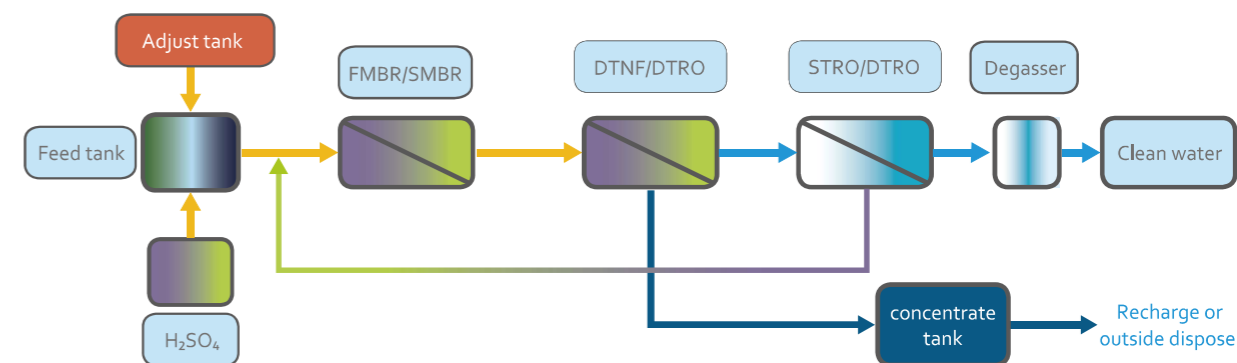 Adjust tank
FMBR/SMBR
DTNF/DTRO
STRO/DTRO
Degasser
Feed tank
Clean water
H₂SO₄
concentrate
tank
Recharge or
outside dispose